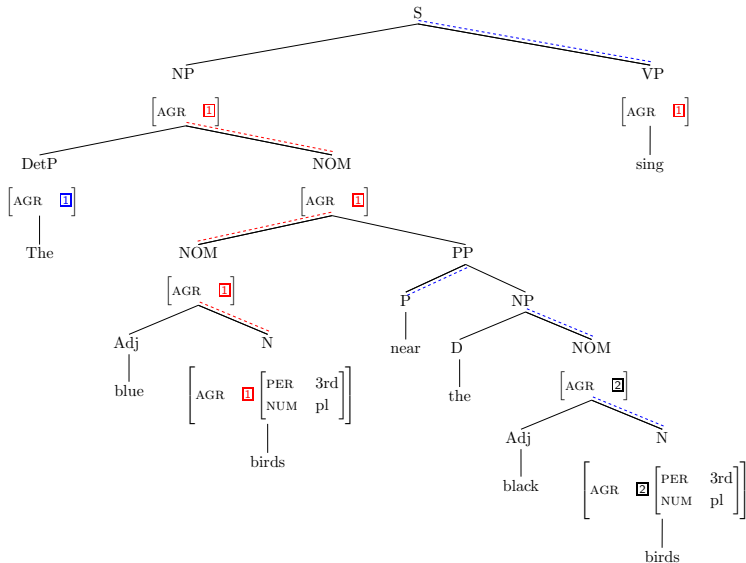 S
NP VP
[AGR 1] [AGR 1]
DetP NOM sing
[AGR 1] [AGR 1]
The NOM PP
[AGR 1] P NP
Adj N near D NOM
blue [AGR 1 [PER 3rd
NUM pl]] the [AGR 2]
birds Adj N
black [AGR 2 [PER 3rd
NUM pl]]
birds